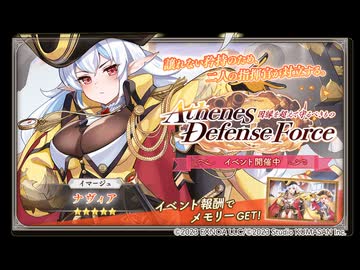 譲わない矜持のため、
二人の指揮官が対立する。
Athenes
Defense Force
イベント開催中
イマージュ
ナヴィア
イベント報酬で
メモリーGET!
©2023 EXNOA LLC/©2023 Studio KUMASAN Inc.